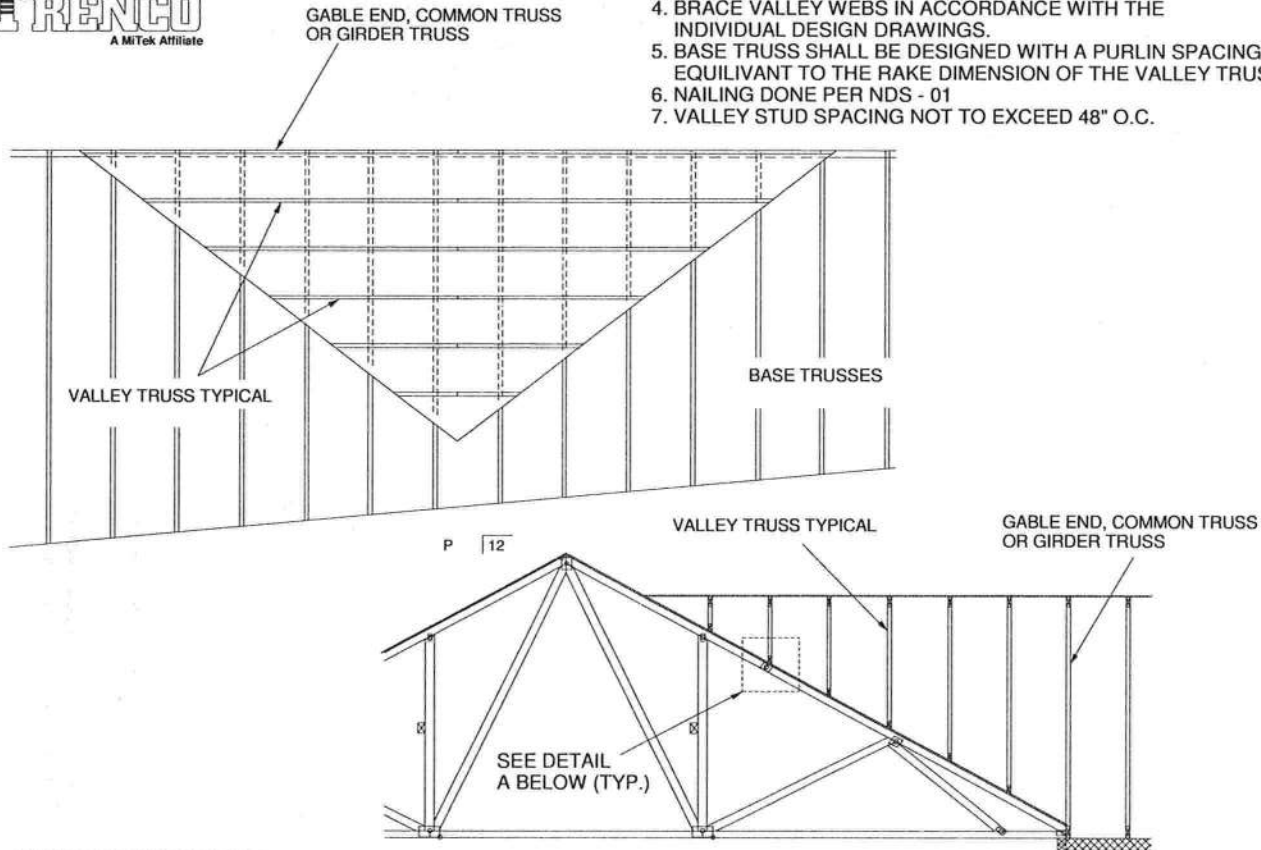 TRENCO
A MiTek Affiliate
GABLE END, COMMON TRUSS
OR GIRDER TRUSS
4. BRACE VALLEY WEBS IN ACCORDANCE WITH THE
INDIVIDUAL DESIGN DRAWINGS.
5. BASE TRUSS SHALL BE DESIGNED WITH A PURLIN SPACING
EQUILIVANT TO THE RAKE DIMENSION OF THE VALLEY TRUS
6. NAILING DONE PER NDS - 01
7. VALLEY STUD SPACING NOT TO EXCEED 48" O.C.
VALLEY TRUSS TYPICAL
BASE TRUSSES
P 12
VALLEY TRUSS TYPICAL
GABLE END, COMMON TRUSS
OR GIRDER TRUSS
SEE DETAIL
A BELOW (TYP.)